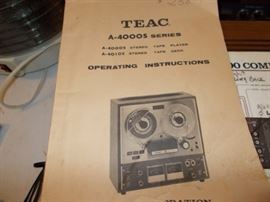 TEAC
A-4000S SERIES
A-4000S STEREO TAPE PLAYER
A-4010S STEREO TAPE DECK
OPERATING INSTRUCTIONS